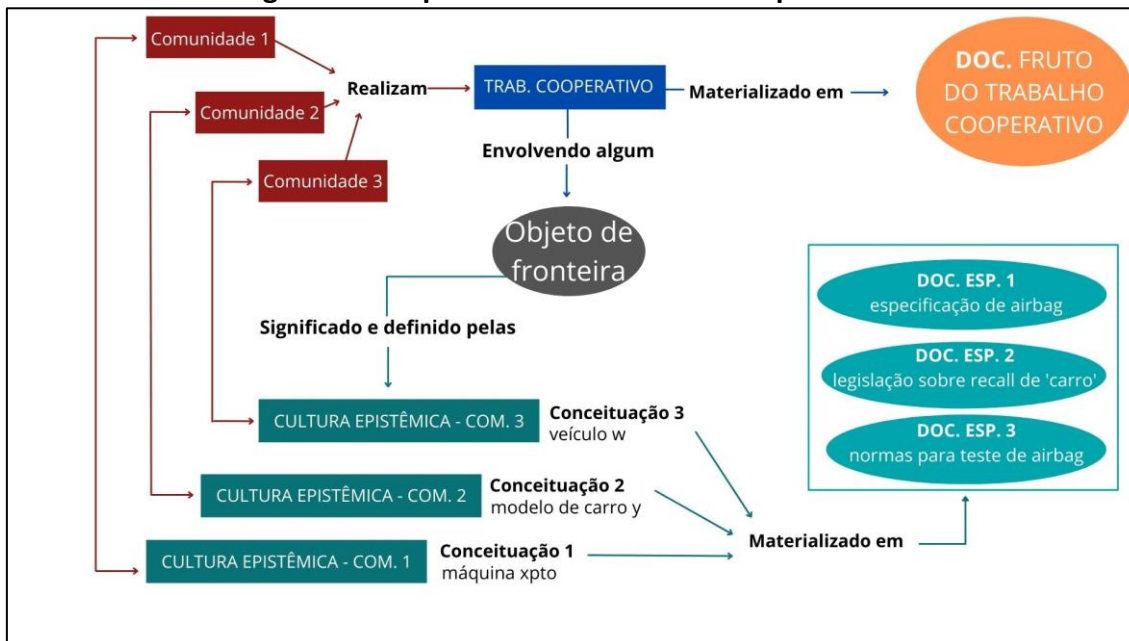 Comunidade 1
Comunidade 2
Comunidade 3
Realizam
TRAB. COOPERATIVO
Materializado em
DOC. FRUTO
DO TRABALHO
COOPERATIVO
Envolvendo algum
Objeto de
fronteira
Significado e definido pelas
DOC. ESP. 1
especificação de airbag
DOC. ESP. 2
legislação sobre recall de 'carro'
DOC. ESP. 3
normas para teste de airbag
CULTURA EPISTÊMICA - COM. 3
Conceituação 3
veículo w
CULTURA EPISTÊMICA - COM. 2
Conceituação 2
modelo de carro y
CULTURA EPISTÊMICA - COM. 1
Conceituação 1
máquina xpto
Materializado em